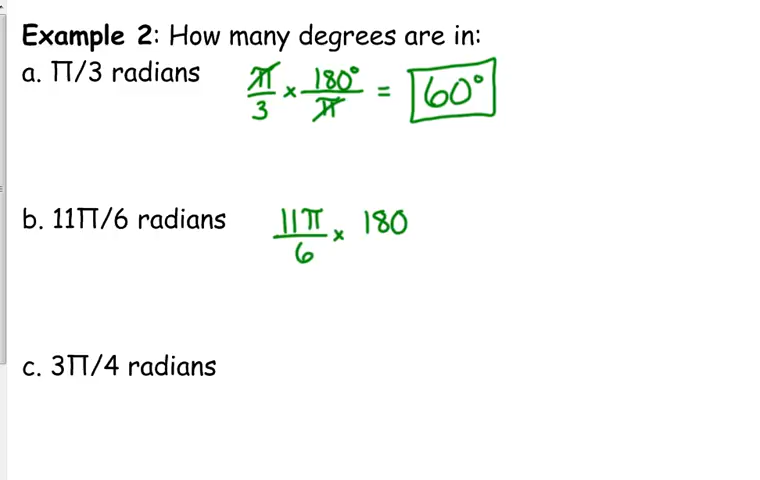 Example 2: How many degrees are in:
a. π/3 radians π/3 × 180°/π = 60°
b. 11π/6 radians 11π/6 × 180
c. 3π/4 radians